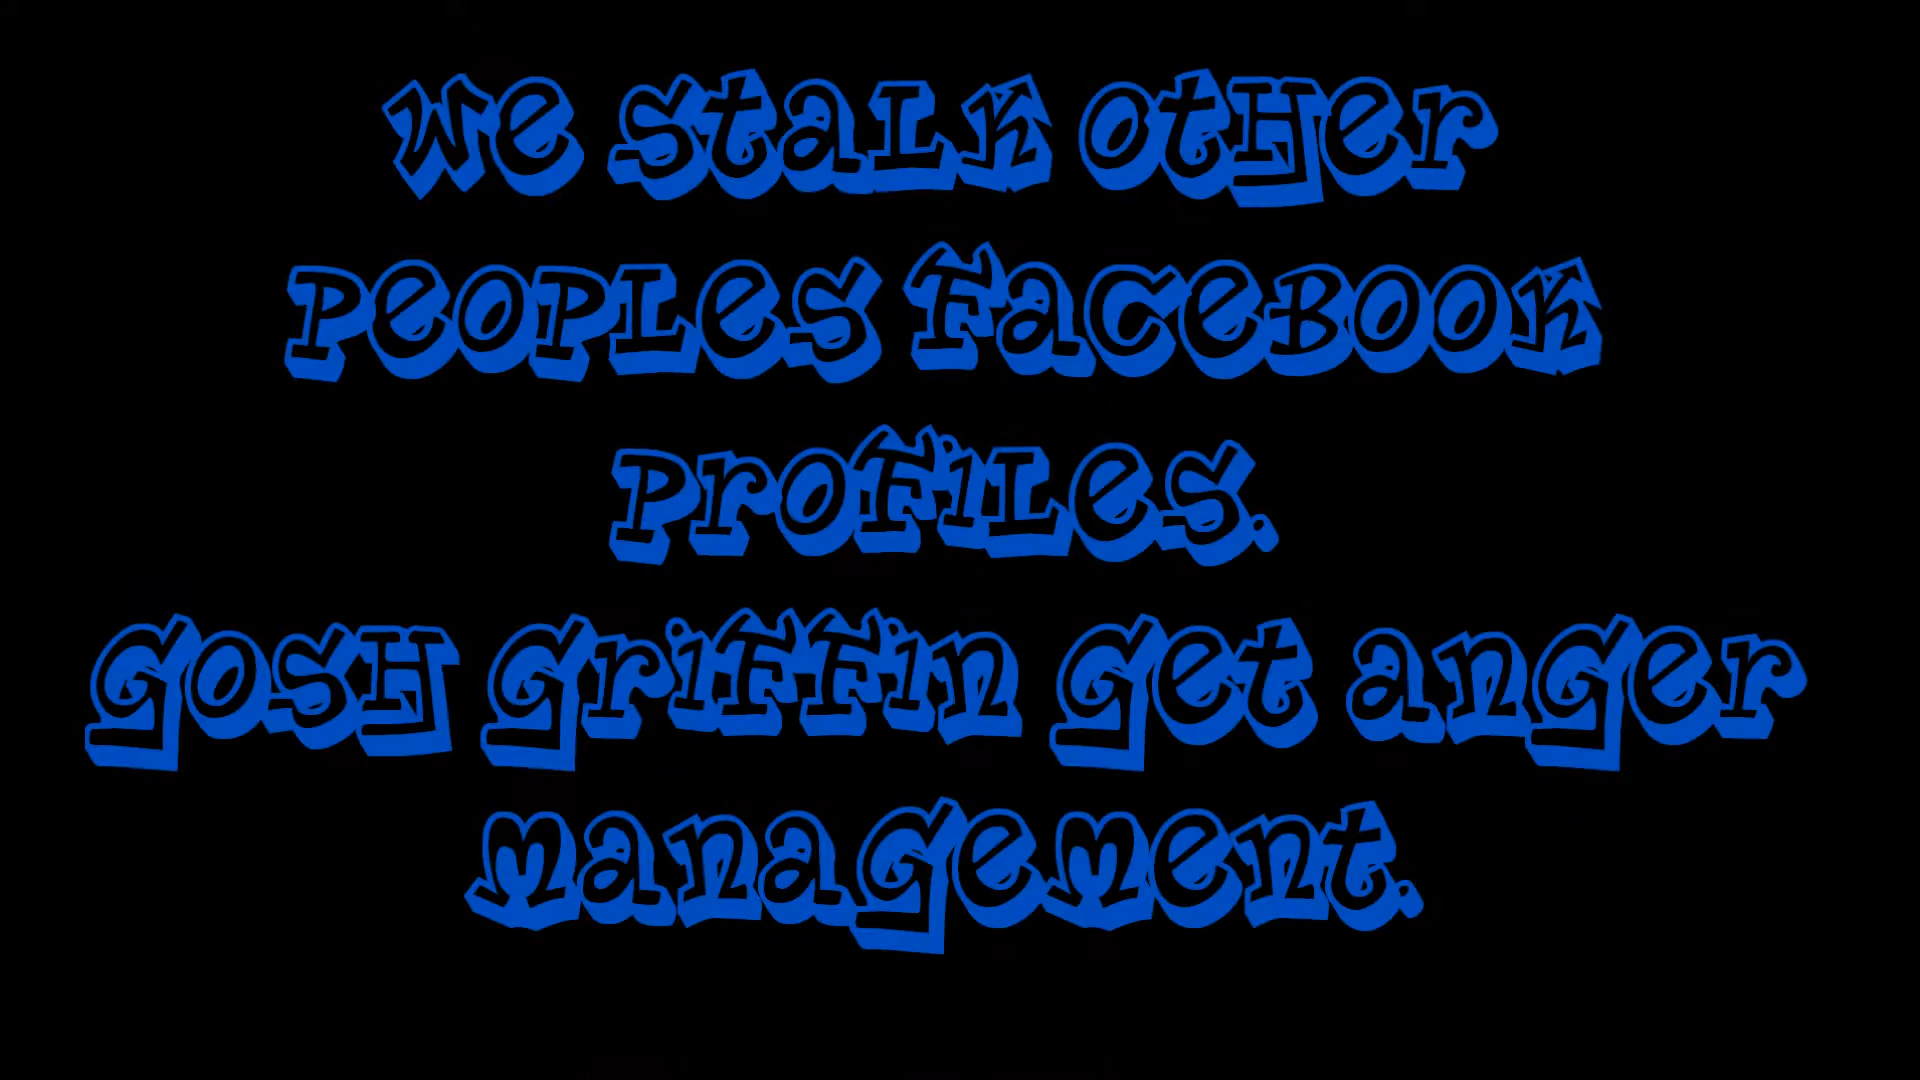 We stalk other
peoples facebook
profiles.
Gosh Griffin get anger
management.